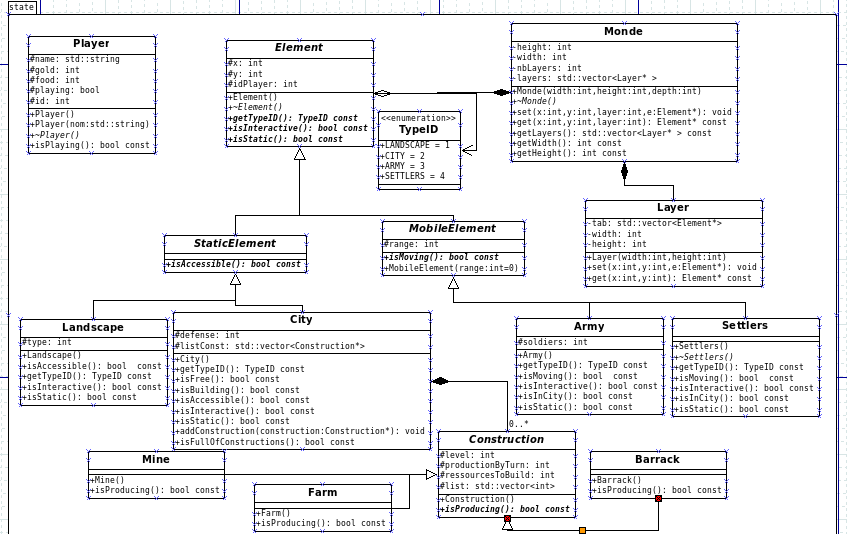 state
Player
#name: std::string
#gold: int
#food: int
#playing: bool
#id: int
+Player()
+Player(nom:std::string)
+~Player()
+isPlaying(): bool const
Element
#x: int
#y: int
#idPlayer: int
+Element()
+~Element()
+getTypeID(): TypeID const
+isInteractive(): bool const
+isStatic(): bool const
<<enumeration>>
TypeID
+LANDSCAPE = 1
+CITY = 2
+ARMY = 3
+SETTLERS = 4
Monde
-height: int
-width: int
-nbLayers: int
-layers: std::vector<Layer* >
+Monde(width:int,height:int,depth:int)
+~Monde()
+set(x:int,y:int,layer:int,e:Element*): void
+get(x:int,y:int,layer:int): Element* const
+getLayers(): std::vector<Layer* > const
+getWidth(): int const
+getHeight(): int const
Layer
-tab: std::vector<Element*>
-width: int
-height: int
+Layer(width:int,height:int)
+set(x:int,y:int,e:Element*): void
+get(x:int,y:int): Element* const
StaticElement
+isAccessible(): bool const
MobileElement
#range: int
+isMoving(): bool const
+MobileElement(range:int=0)
Landscape
#type: int
+Landscape()
+isAccessible(): bool  const
+getTypeID(): TypeID const
+isInteractive(): bool const
+isStatic(): bool const
City
#defense: int
#listConst: std::vector<Construction*>
+City()
+getTypeID(): TypeID const
+isFree(): bool const
+isBuilding(): bool const
+isAccessible(): bool const
+isInteractive(): bool const
+isStatic(): bool const
+addConstruction(construction:Construction*): void
+isFullOfConstructions(): bool const
Army
#soldiers: int
+Army()
+getTypeID(): TypeID const
+isMoving(): bool  const
+isInteractive(): bool const
+isInCity(): bool const
+isStatic(): bool const
Settlers
+Settlers()
+~Settlers()
+getTypeID(): TypeID const
+isMoving(): bool  const
+isInteractive(): bool const
+isInCity(): bool const
+isStatic(): bool const
0..*
Construction
#level: int
#productionByTurn: int
#ressourcesToBuild: int
#list: std::vector<int>
+Construction()
+isProducing(): bool const
Mine
+Mine()
+isProducing(): bool const
Farm
+Farm()
+isProducing(): bool const
Barrack
+Barrack()
+isProducing(): bool const